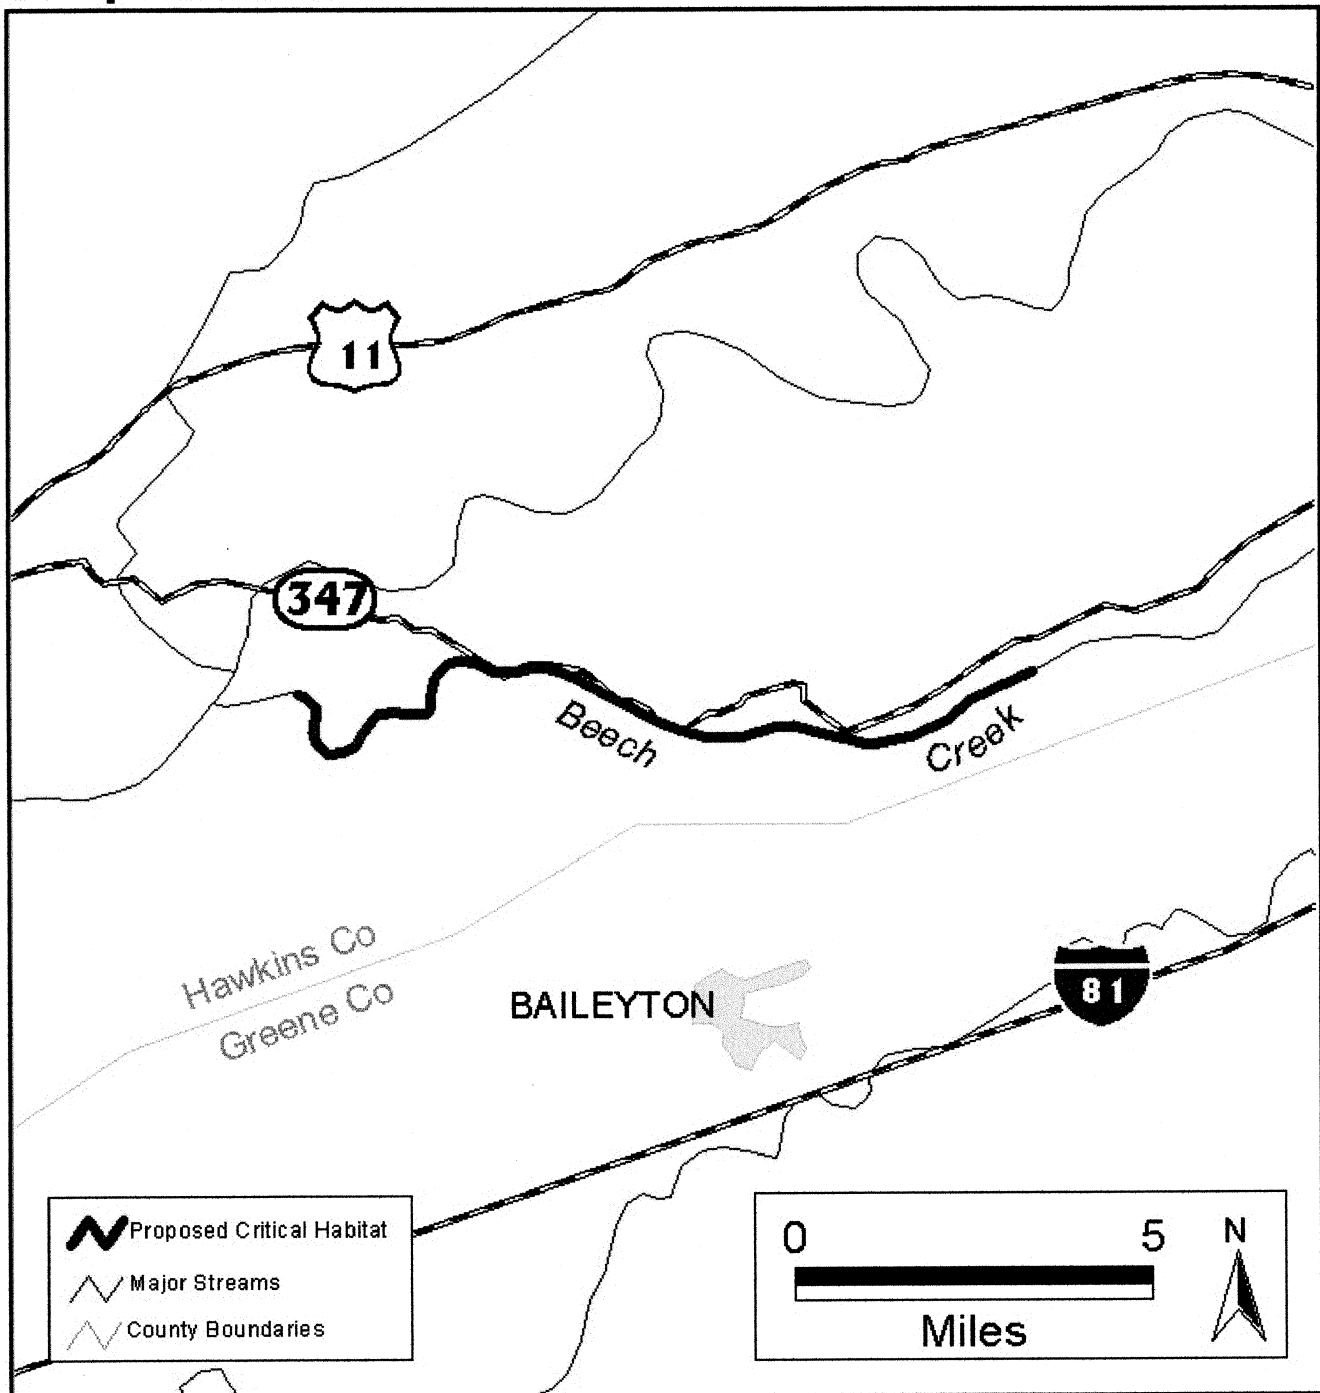 11
347
Beech
Creek
Hawkins Co
Greene Co
BAILEYTON
81
Proposed Critical Habitat
Major Streams
County Boundaries
0 5
Miles
N